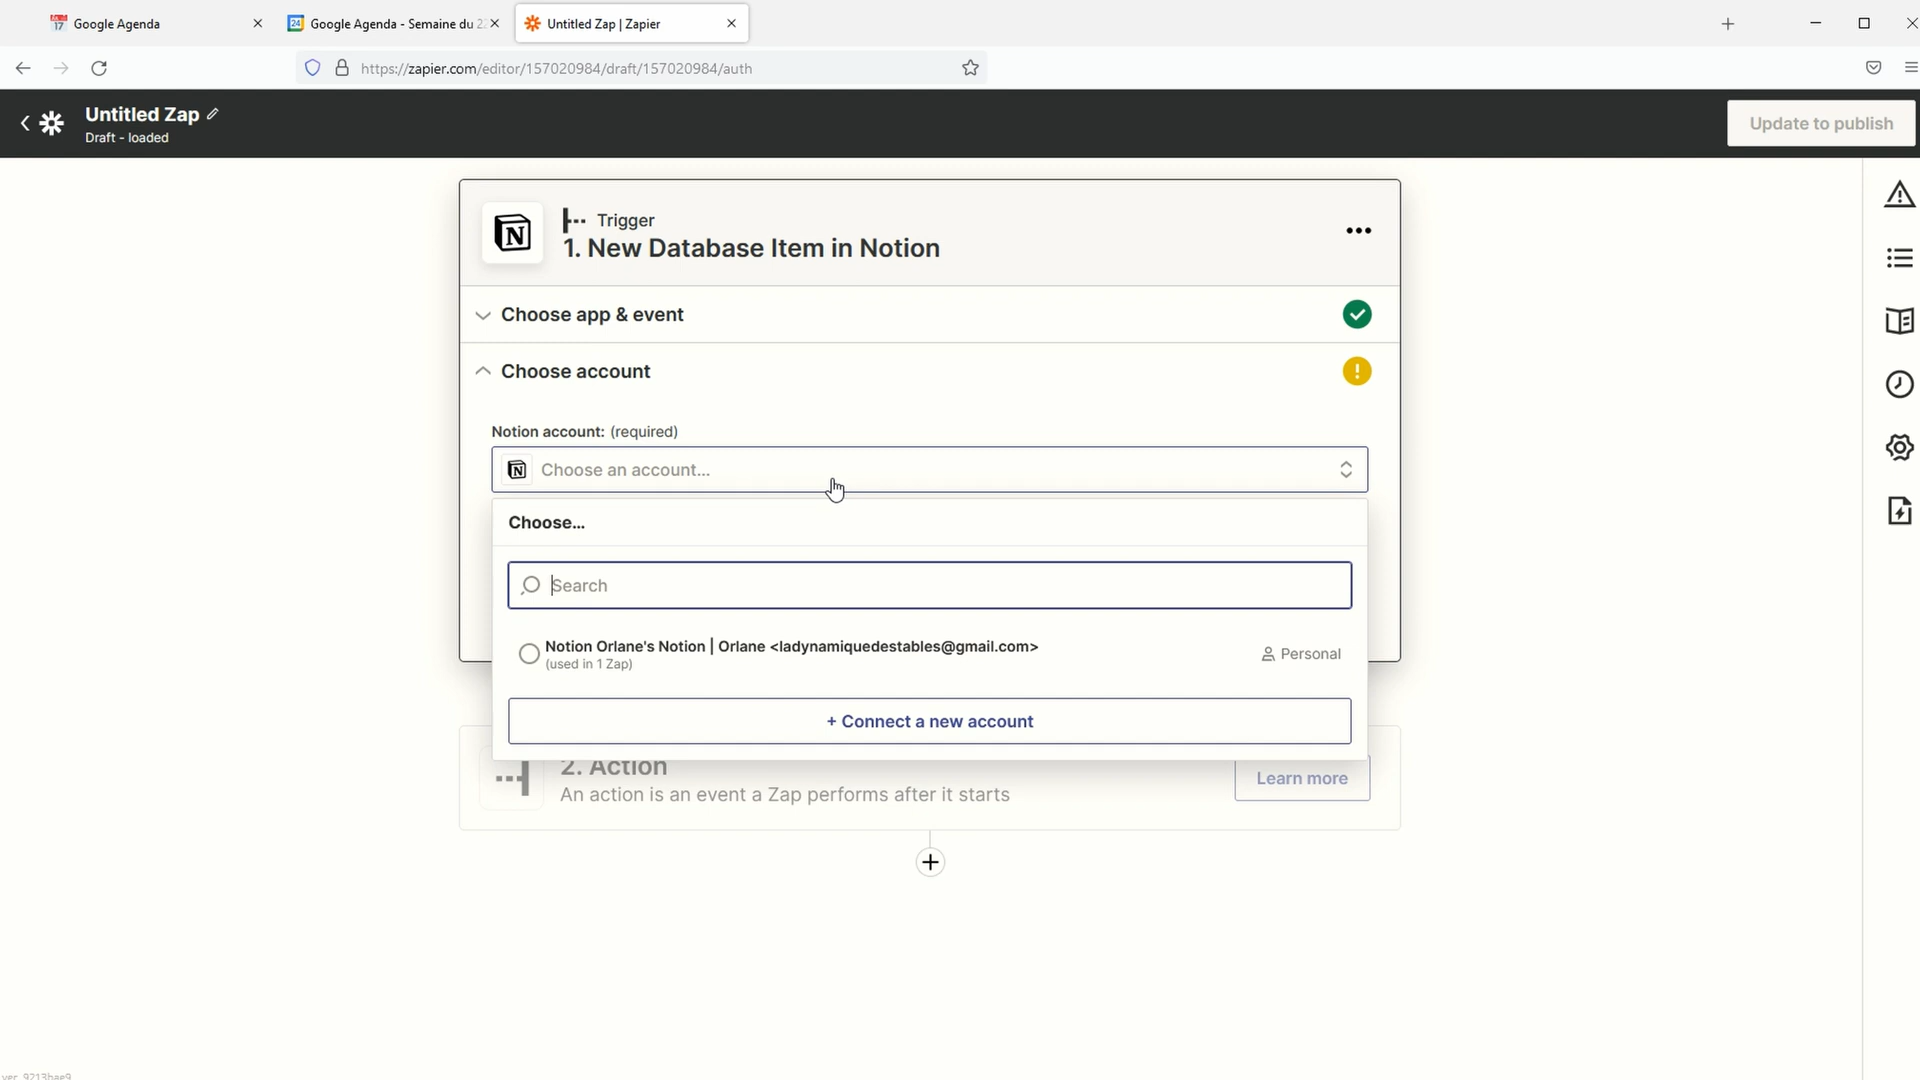 Google Agenda
Google Agenda - Semaine du 22
Untitled Zap | Zapier
https://zapier.com/editor/157020984/draft/157020984/auth
Untitled Zap
Draft - loaded
Update to publish
Trigger
1. New Database Item in Notion
Choose app & event
Choose account
Notion account: (required)
Choose an account...
Choose...
Search
Notion Orlane's Notion | Orlane <ladynamiquedestables@gmail.com>
(used in 1 Zap)
Personal
+ Connect a new account
2. Action
An action is an event a Zap performs after it starts
Learn more
ver. 9213bae9